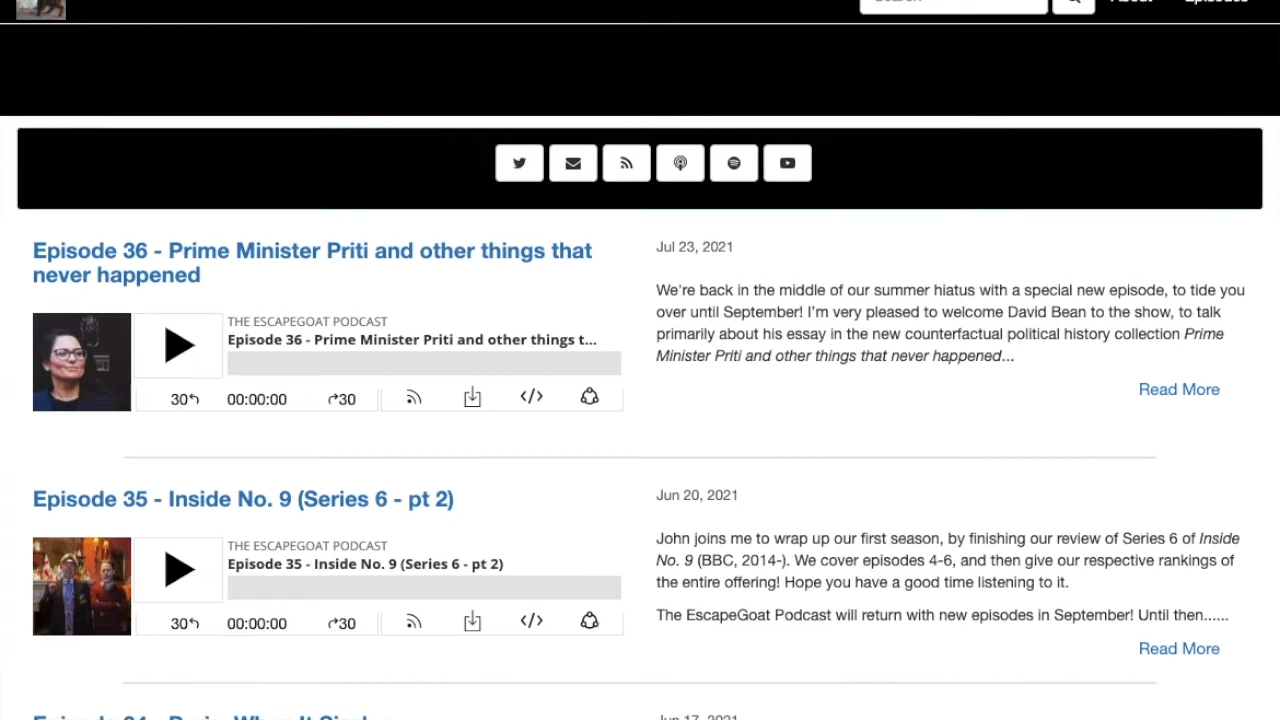 Episode 36 - Prime Minister Priti and other things that
never happened
THE ESCAPEGOAT PODCAST
Episode 36 - Prime Minister Priti and other things t...
30 00:00:00 30
Jul 23, 2021
We're back in the middle of our summer hiatus with a special new episode, to tide you
over until September! I'm very pleased to welcome David Bean to the show, to talk
primarily about his essay in the new counterfactual political history collection Prime
Minister Priti and other things that never happened...
Read More
Episode 35 - Inside No. 9 (Series 6 - pt 2)
THE ESCAPEGOAT PODCAST
Episode 35 - Inside No. 9 (Series 6 - pt 2)
30 00:00:00 30
Jun 20, 2021
John joins me to wrap up our first season, by finishing our review of Series 6 of Inside
No. 9 (BBC, 2014-). We cover episodes 4-6, and then give our respective rankings of
the entire offering! Hope you have a good time listening to it.
The EscapeGoat Podcast will return with new episodes in September! Until then......
Read More
Jun 17, 2021